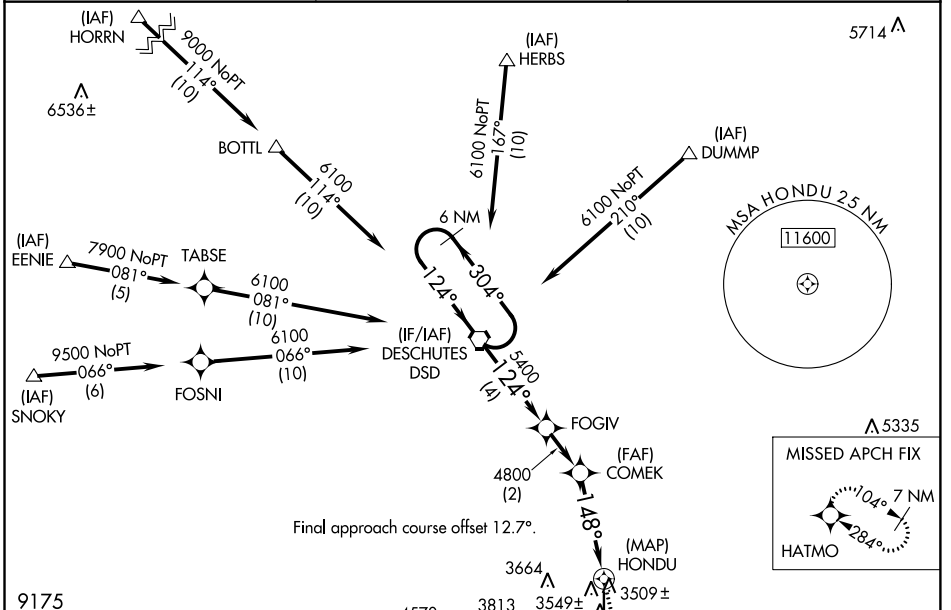 (IAF)
HORRN
9000 NoPT
114°
(10)
6536±
(IAF)
HERBS
6100 NoPT
167°
(10)
5714
BOTTL
6100
114°
(10)
(IAF)
DUMMP
6100 NoPT
210°
(10)
MSA HONDU 25 NM
11600
6 NM
124°
304°
(IAF)
EENIE
7900 NoPT
081°
(5)
TABSE
6100
081°
(10)
9500 NoPT
066°
(6)
(IAF)
SNOKY
FOSNI
6100
066°
(10)
(IF/IAF)
DESCHUTES
DSD
5400
124°
(4)
FOGIV
4800
(2)
(FAF)
COMEK
148°
5335
MISSED APCH FIX
104°
7 NM
284°
HATMO
Final approach course offset 12.7°.
(MAP)
HONDU
3664
3549±
3509±
3813
9175